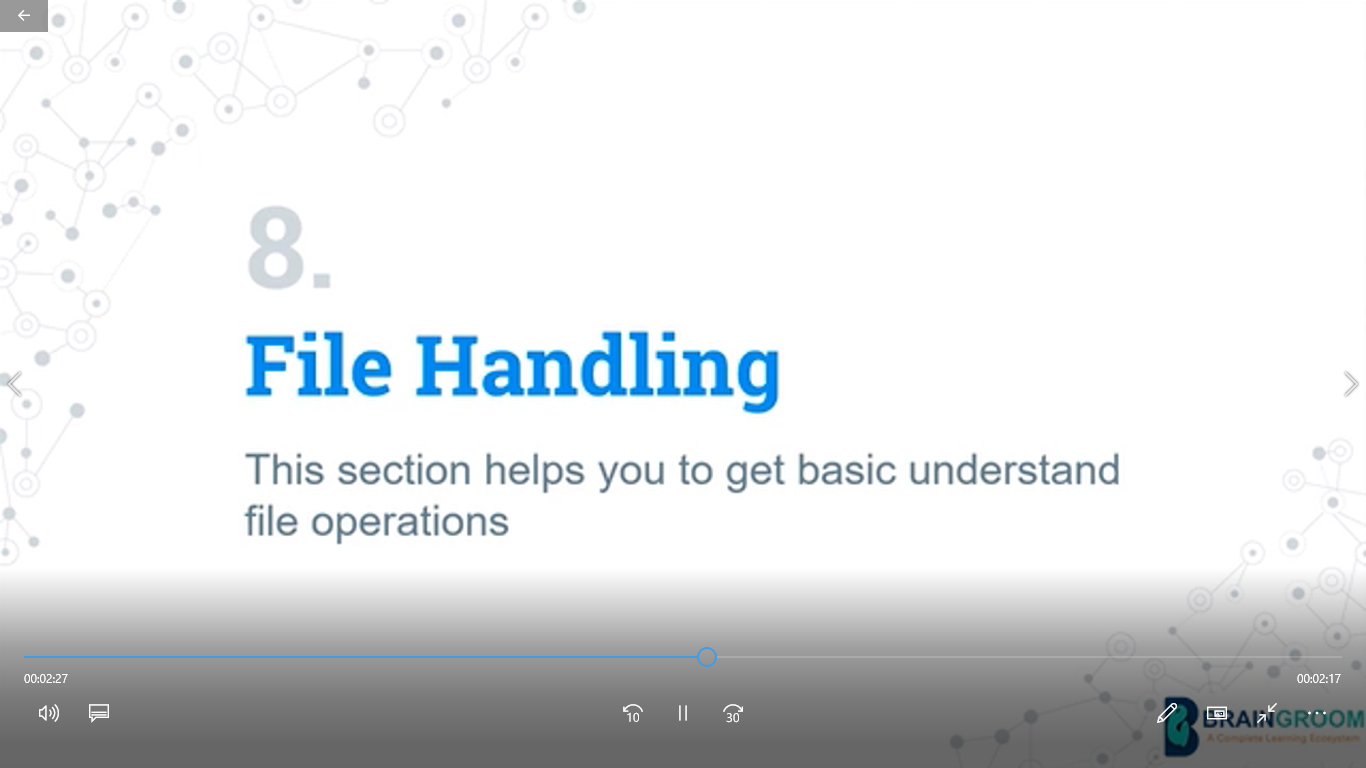 8.
File Handling
This section helps you to get basic understand
file operations
00:02:27
00:02:17
10
30
BRAINGROOM
A Complete Learning Ecosystem